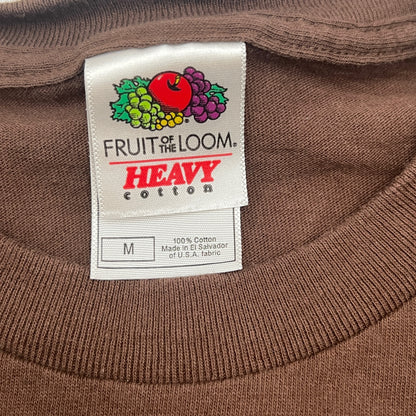 FRUIT OF THE LOOM®
HEAVY
cotton
M
100% Cotton
Made in El Salvador
of U.S.A. fabric